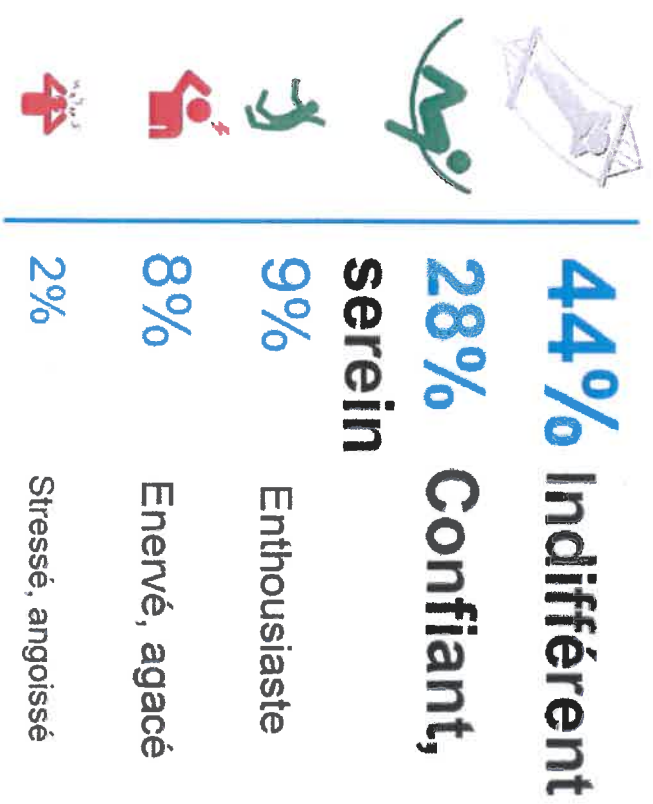 44% Indifférent
28% Confiant,
serein
9% Enthousiaste
8% Enervé, agacé
2% Stressé, angoissé